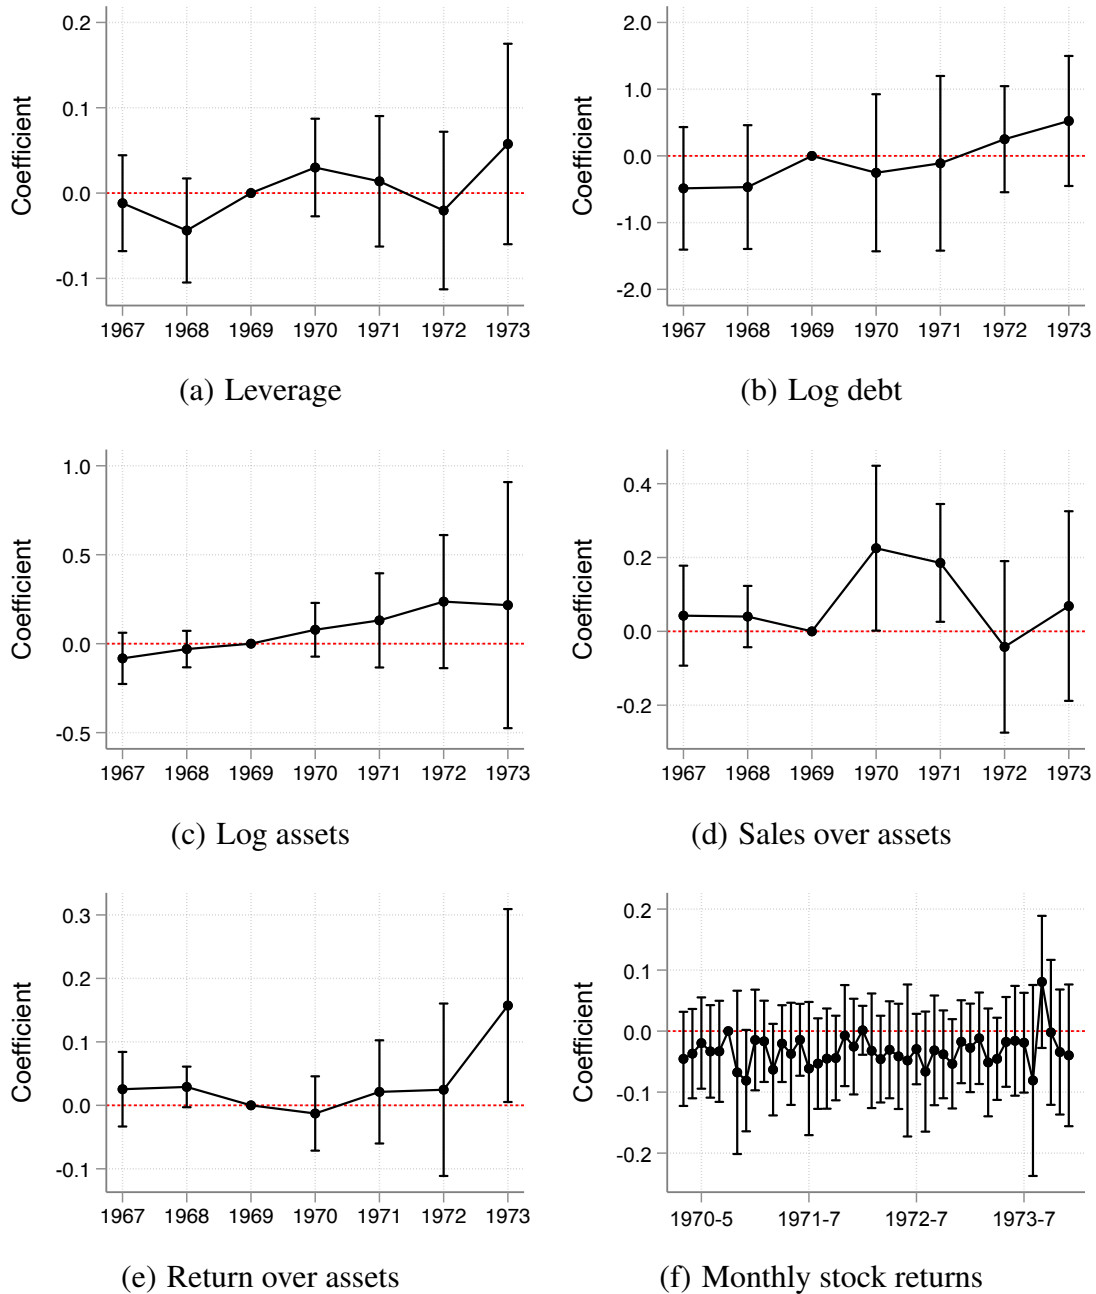 Coefficient
0.2
0.1
0.0
-0.1
1967 1968 1969 1970 1971 1972 1973
(a) Leverage
Coefficient
2.0
1.0
0.0
-1.0
-2.0
1967 1968 1969 1970 1971 1972 1973
(b) Log debt
Coefficient
1.0
0.5
0.0
-0.5
1967 1968 1969 1970 1971 1972 1973
(c) Log assets
Coefficient
0.4
0.2
0.0
-0.2
1967 1968 1969 1970 1971 1972 1973
(d) Sales over assets
Coefficient
0.3
0.2
0.1
0.0
-0.1
1967 1968 1969 1970 1971 1972 1973
(e) Return over assets
Coefficient
0.2
0.1
0.0
-0.1
-0.2
1970-5 1971-7 1972-7 1973-7
(f) Monthly stock returns